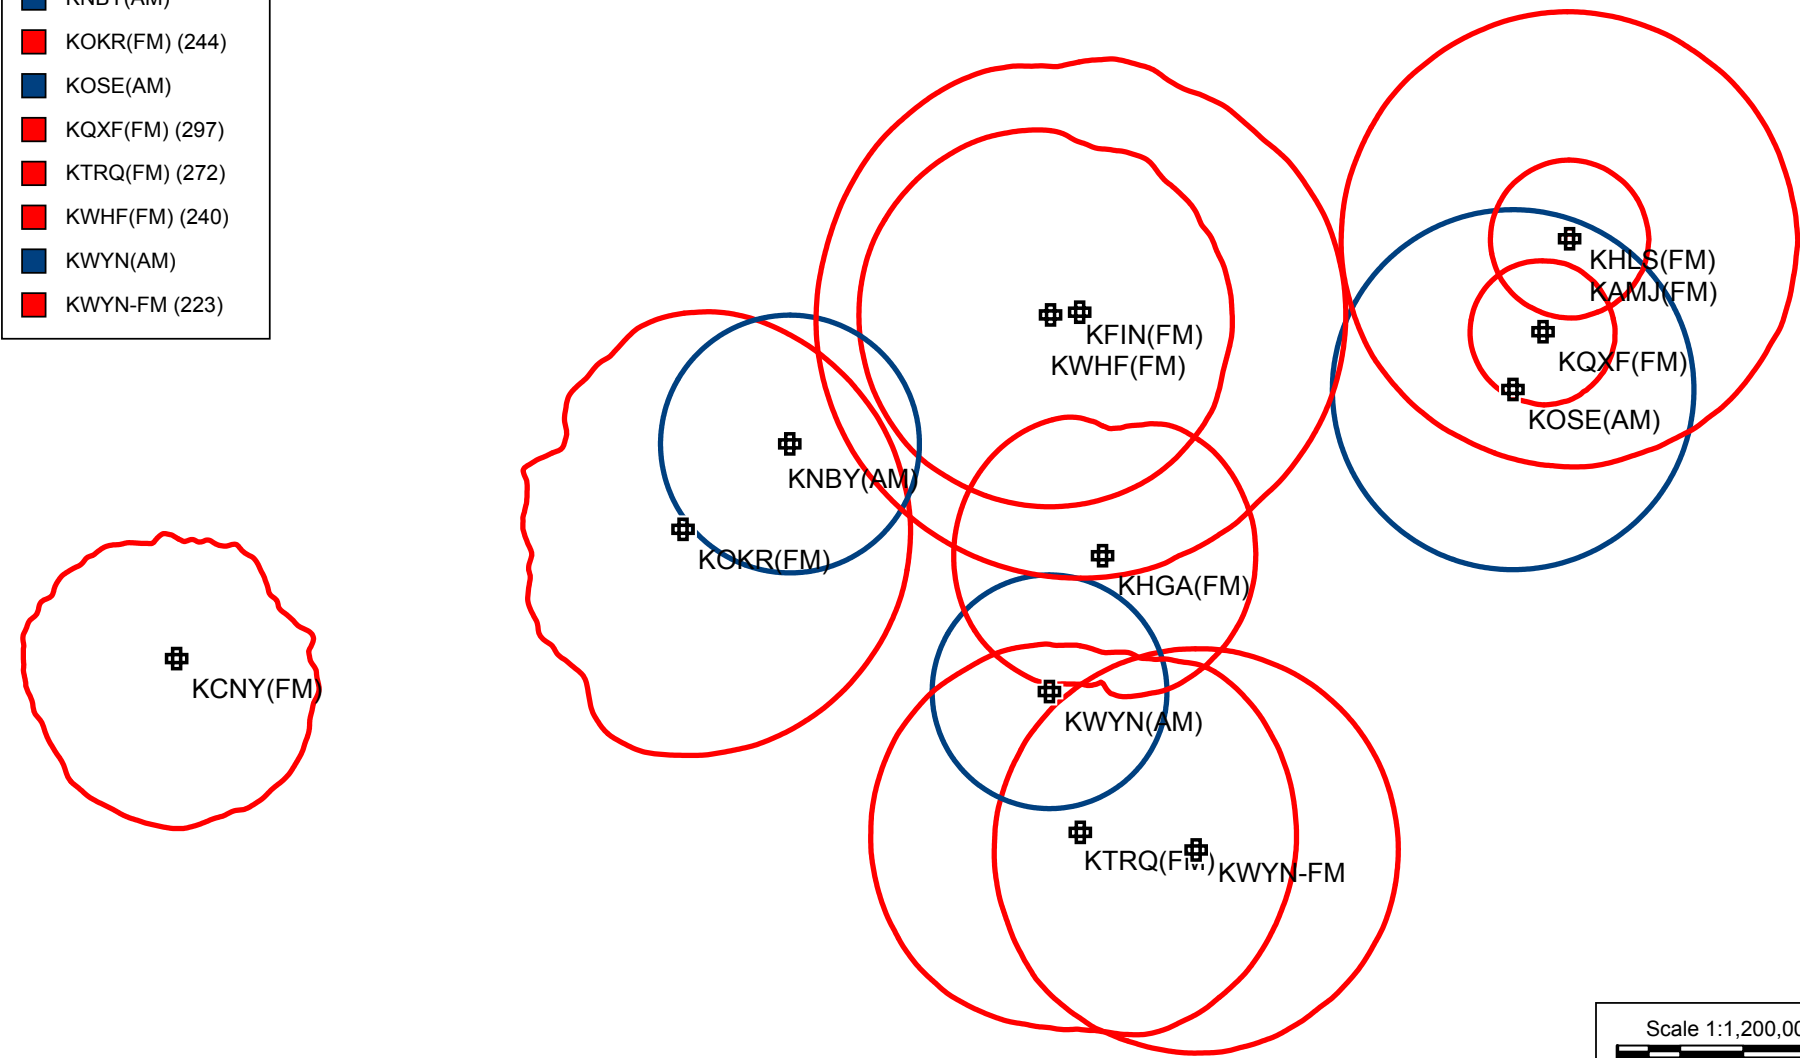 KNBY(AM)
KOKR(FM) (244)
KOSE(AM)
KQXF(FM) (297)
KTRQ(FM) (272)
KWHF(FM) (240)
KWYN(AM)
KWYN-FM (223)
KHLS(FM)
KAMJ(FM)
KFIN(FM)
KWHF(FM)
KQXF(FM)
KOSE(AM)
KNBY(AM)
KOKR(FM)
KHGA(FM)
KCNY(FM)
KWYN(AM)
KTRQ(FM)
KWYN-FM
Scale 1:1,200,00